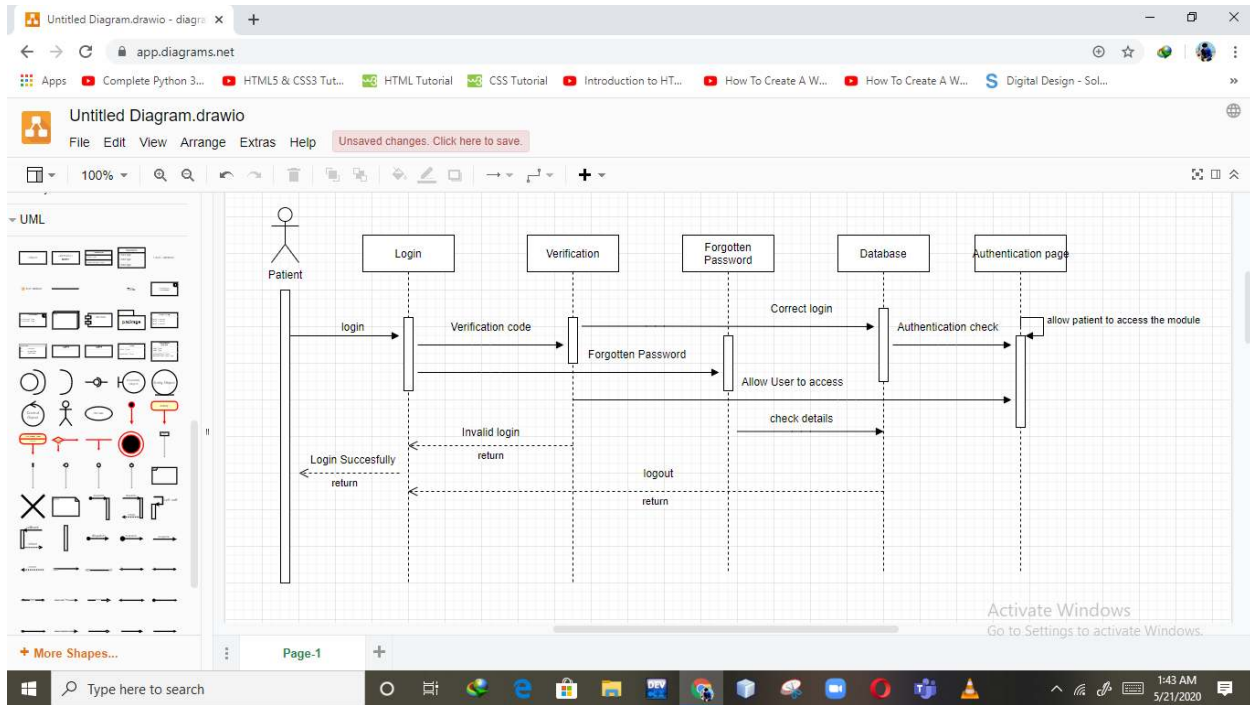 Untitled Diagram.drawio - diagra
app.diagrams.net
Apps Complete Python 3... HTML5 & CSS3 Tut... HTML Tutorial CSS Tutorial Introduction to HT... How To Create A W... How To Create A W... Digital Design - Sol...
Untitled Diagram.drawio
File Edit View Arrange Extras Help Unsaved changes. Click here to save.
100%
UML
Patient
Login
Verification
Forgotten
Password
Database
Authentication page
Correct login
login
Verification code
Authentication check
allow patient to access the module
Forgotten Password
Allow User to access
check details
Invalid login
return
Login Succesfully
return
logout
return
package
Activate Windows
Go to Settings to activate Windows.
+ More Shapes...
Page-1
Type here to search
DEV
1:43 AM
5/21/2020